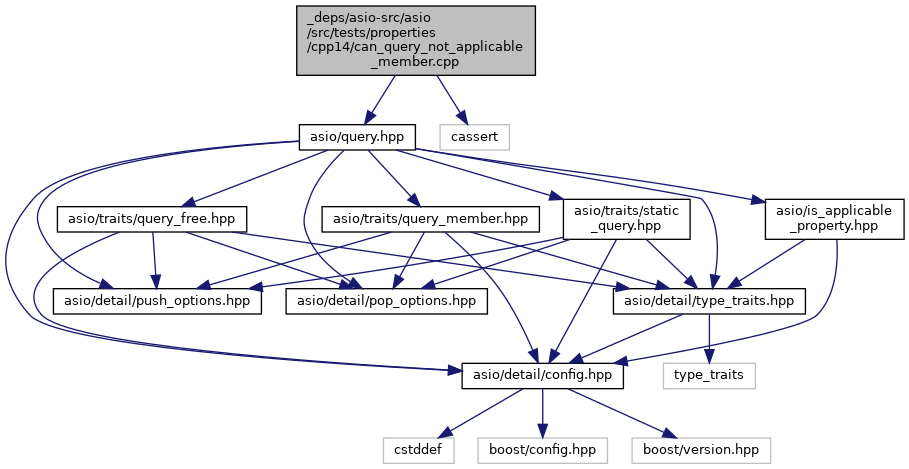 _deps/asio-src/asio
/src/tests/properties
/cpp14/can_query_not_applicable
_member.cpp
asio/query.hpp
cassert
asio/traits/query_free.hpp
asio/traits/query_member.hpp
asio/traits/static
_query.hpp
asio/is_applicable
_property.hpp
asio/detail/push_options.hpp
asio/detail/pop_options.hpp
asio/detail/type_traits.hpp
asio/detail/config.hpp
type_traits
cstddef
boost/config.hpp
boost/version.hpp